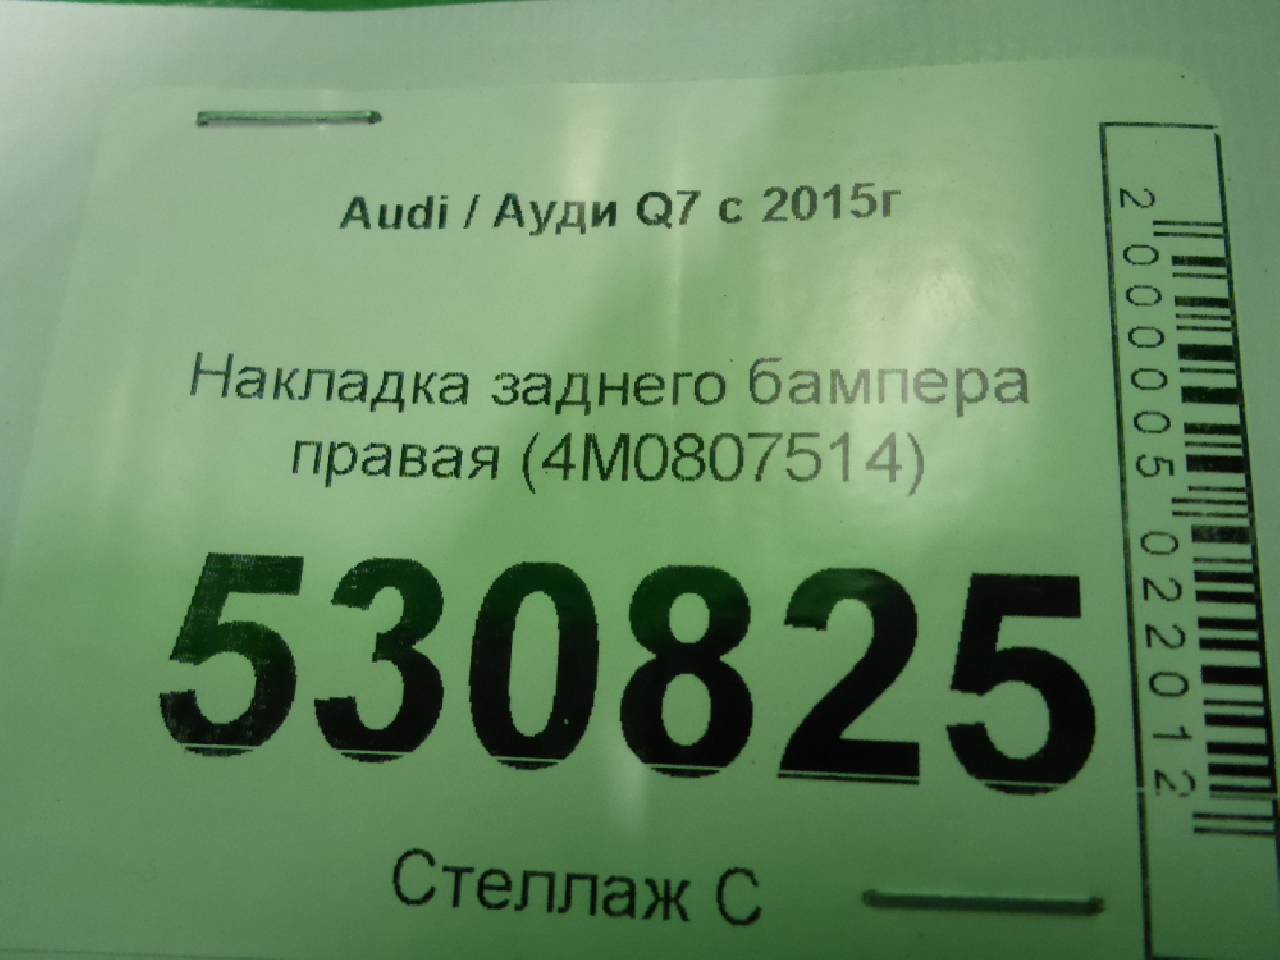 Audi / Ауди Q7 с 2015г
Накладка заднего бампера
правая (4M0807514)
530825
Стеллаж С
2000005022012